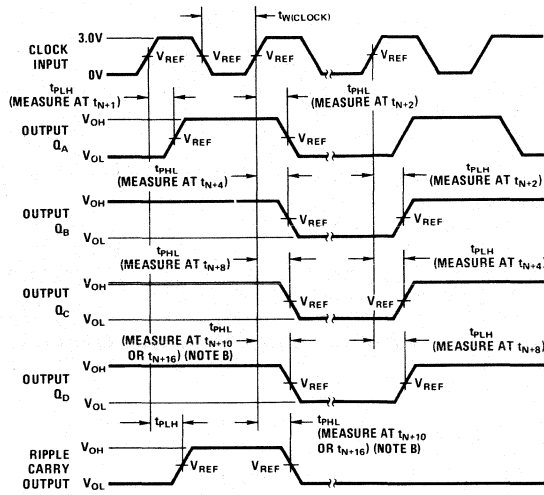 tW(CLOCK)
3.0V
CLOCK
INPUT
VREF
VREF
VREF
VREF
0V
tPLH
(MEASURE AT tN+1)
tPHL
(MEASURE AT tN+2)
VOH
OUTPUT
QA
VREF
VREF
VOL
tPHL
(MEASURE AT tN+4)
tPLH
(MEASURE AT tN+2)
VOH
OUTPUT
QB
VREF
VREF
VOL
tPHL
(MEASURE AT tN+8)
tPLH
(MEASURE AT tN+4)
VOH
OUTPUT
QC
VREF
VREF
VOL
tPHL
(MEASURE AT tN+10
OR tN+16) (NOTE B)
tPLH
(MEASURE AT tN+8)
VOH
OUTPUT
QD
VREF
VREF
VOL
tPLH
tPHL
(MEASURE AT tN+10
OR tN+16) (NOTE B)
VOH
RIPPLE
CARRY
OUTPUT
VREF
VREF
VOL